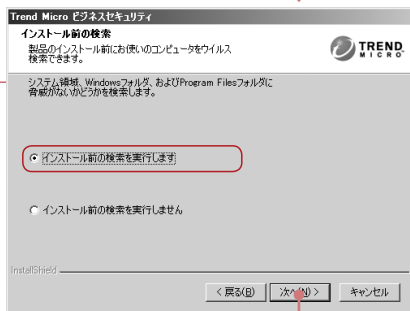 Trend Micro ビジネスセキュリティ
インストール前の検索
製品のインストール前にお使いのコンピュータをウイルス
検索できます。
TREND
MICRO
システム領域、Windowsフォルダ、およびProgram Filesフォルダに
脅威がないかどうかを検索します。
インストール前の検索を実行します
インストール前の検索を実行しません
InstallShield
< 戻る(B)
次へ(N) >
キャンセル